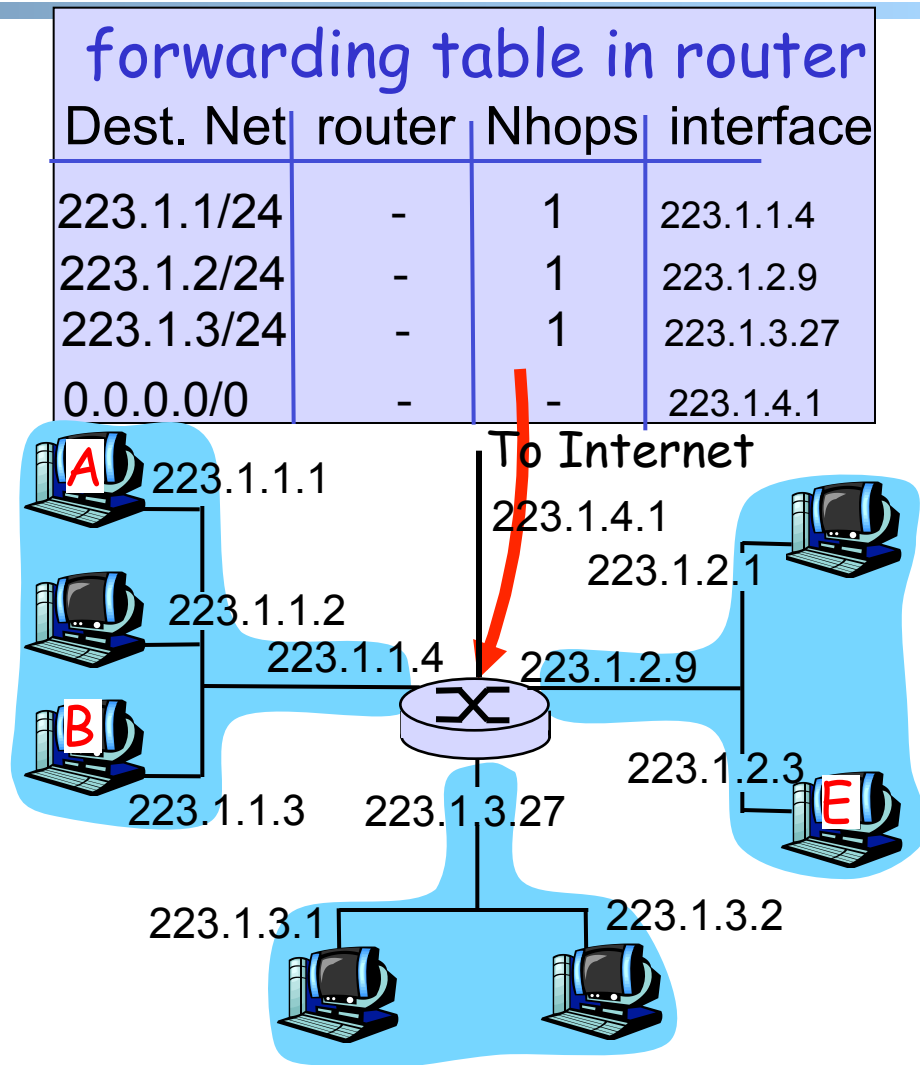 forwarding table in router
Dest. Net router Nhops interface
223.1.1/24 - 1 223.1.1.4
223.1.2/24 - 1 223.1.2.9
223.1.3/24 - 1 223.1.3.27
0.0.0.0/0 - - 223.1.4.1
To Internet
A 223.1.1.1
223.1.4.1
223.1.2.1
223.1.1.2
223.1.1.4 223.1.2.9
B
223.1.2.3
223.1.1.3 223.1.3.27 E
223.1.3.1 223.1.3.2